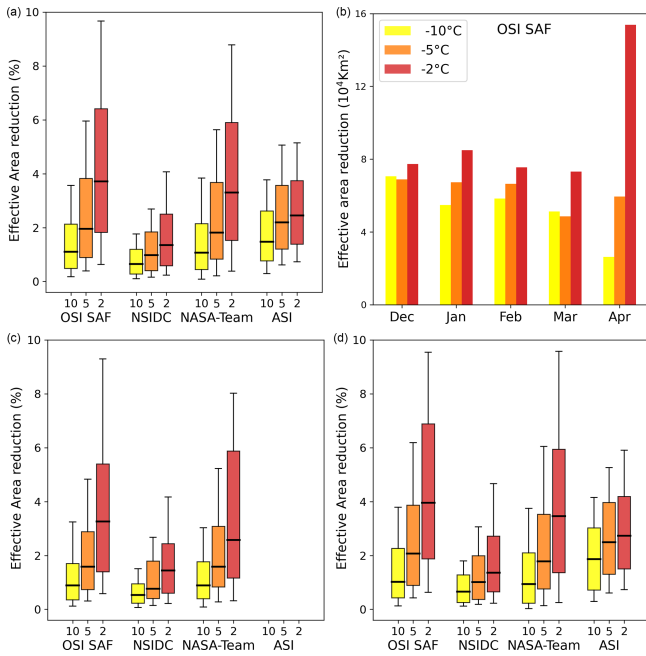 (a)
Effective Area reduction (%)
10
8
6
4
2
0
10 5 2 10 5 2 10 5 2 10 5 2
OSI SAF NSIDC NASA-Team ASI
(b)
OSI SAF
-10°C
-5°C
-2°C
Effective area reduction (10⁴Km²)
16
12
8
4
0
Dec Jan Feb Mar Apr
(c)
Effective Area reduction (%)
10
8
6
4
2
0
10 5 2 10 5 2 10 5 2 10 5 2
OSI SAF NSIDC NASA-Team ASI
(d)
Effective Area reduction (%)
10
8
6
4
2
0
10 5 2 10 5 2 10 5 2 10 5 2
OSI SAF NSIDC NASA-Team ASI